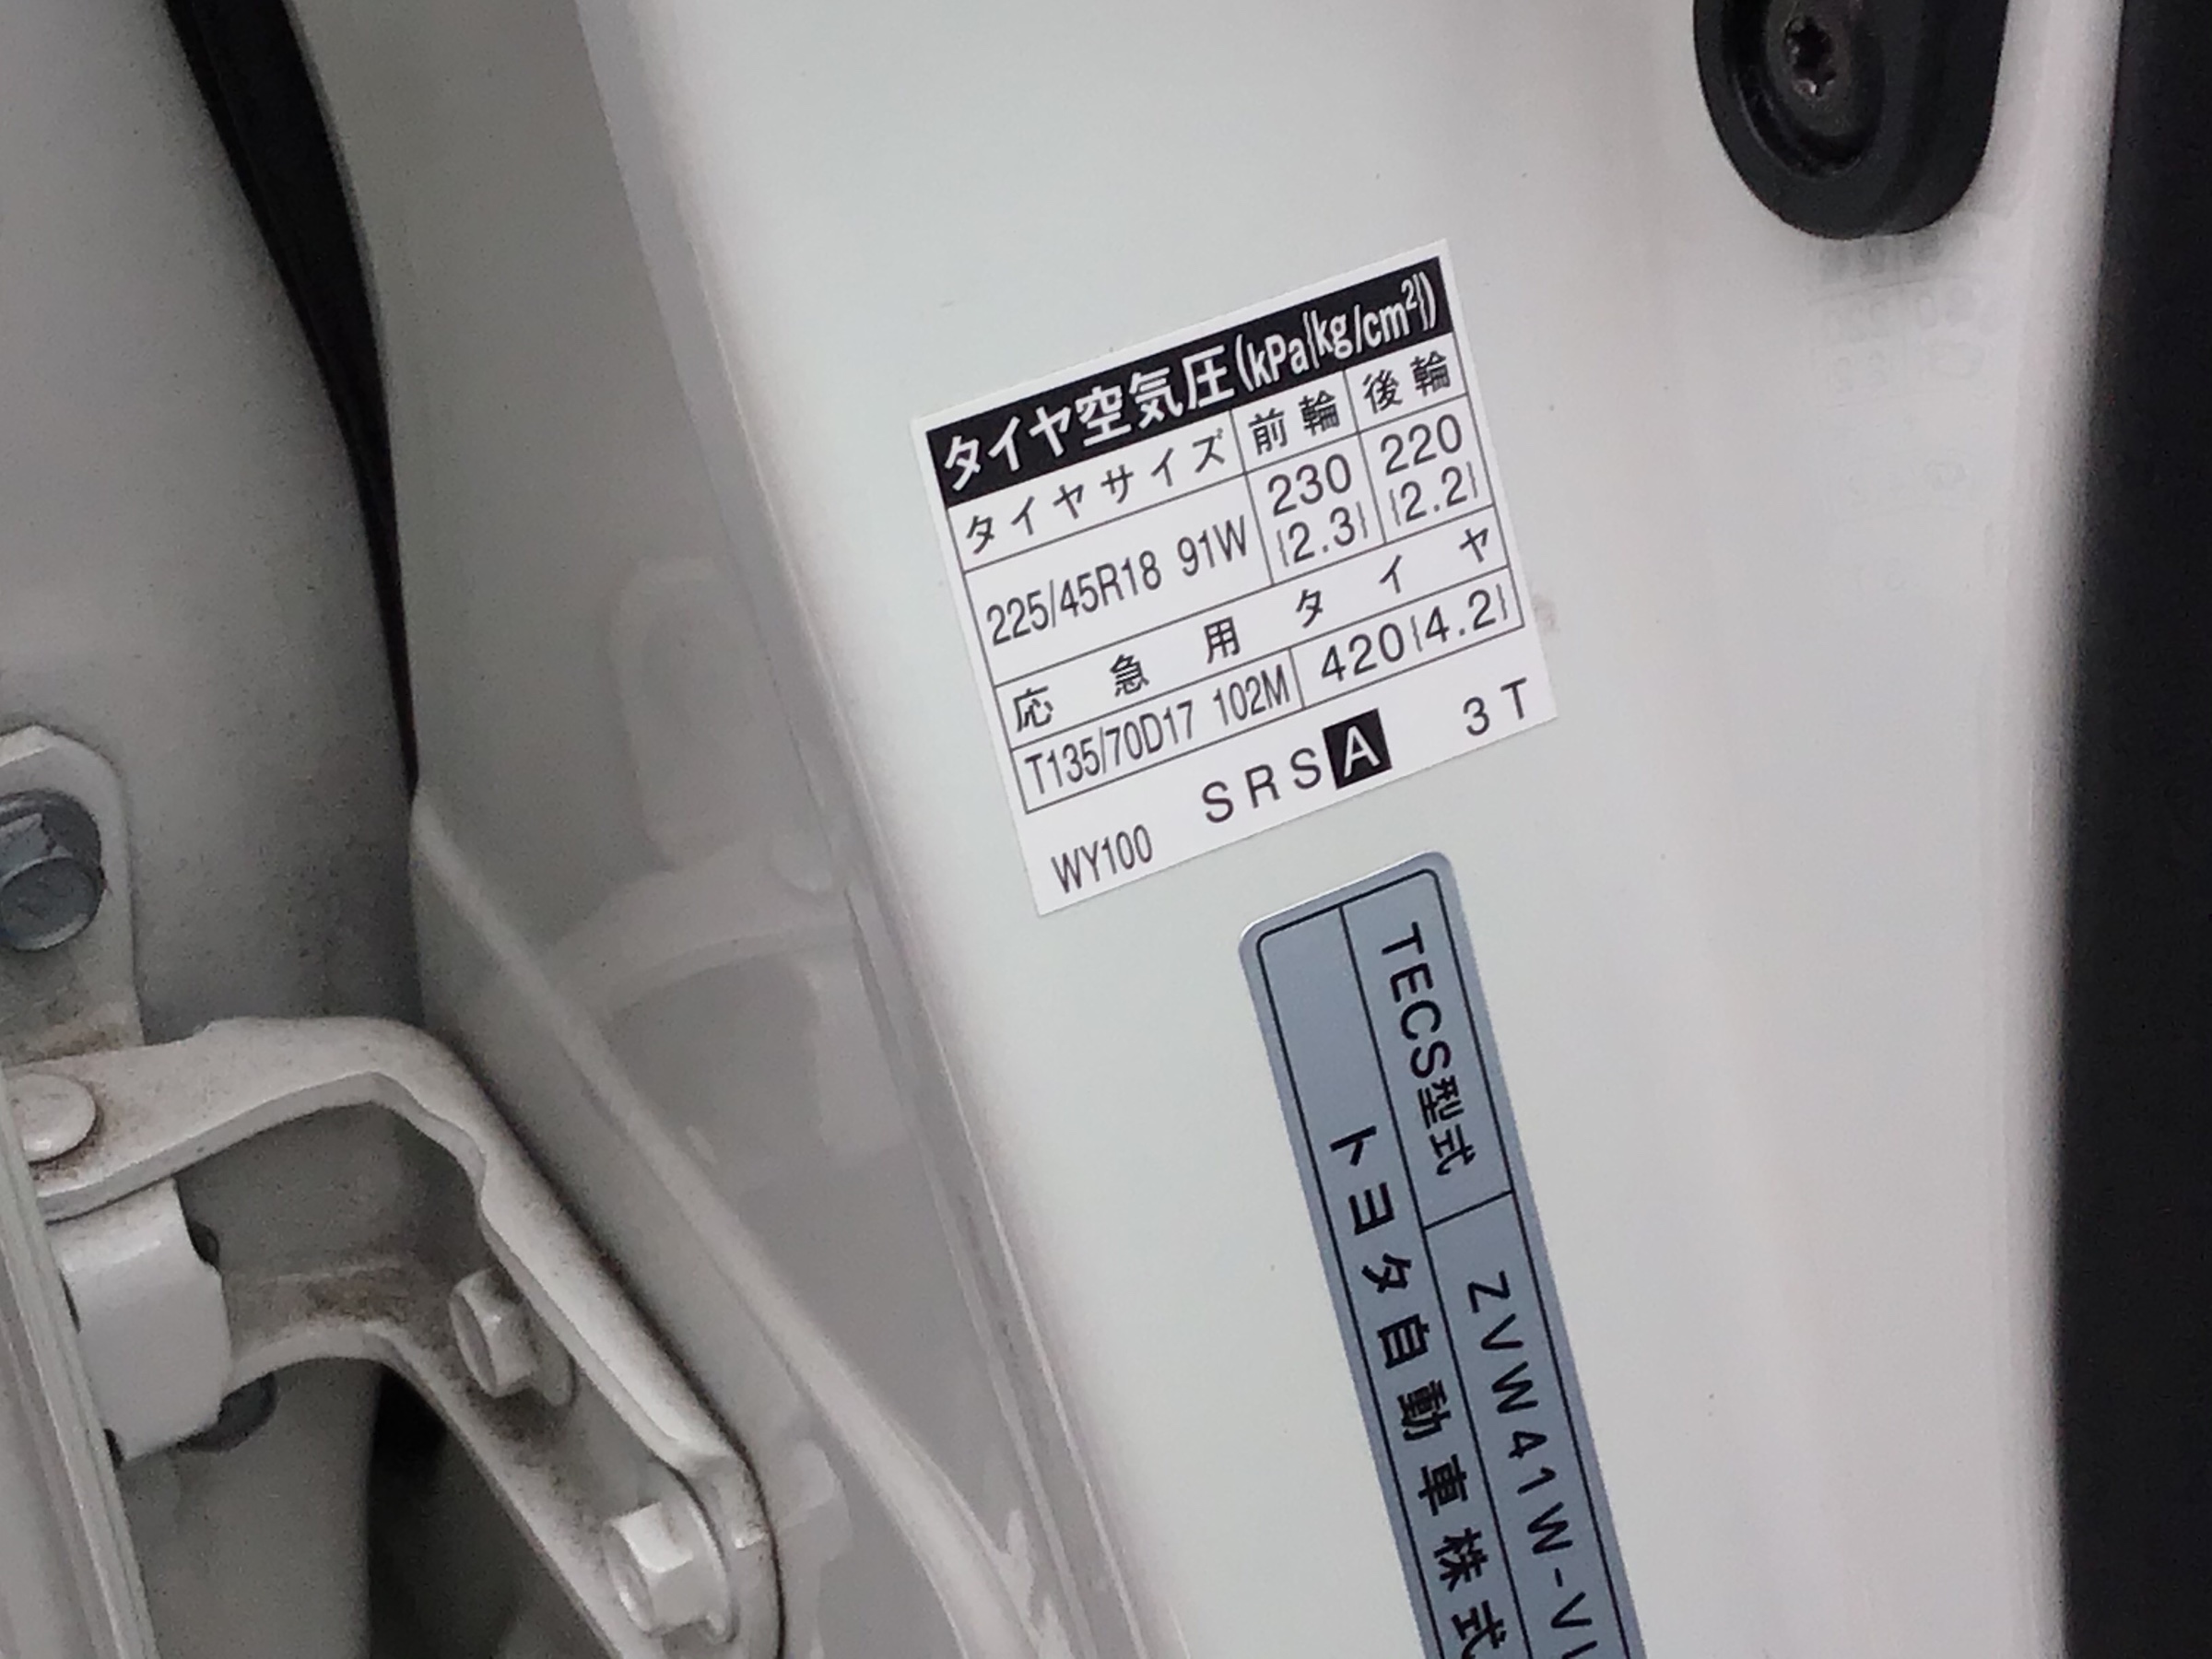 タイヤ空気圧(kPa{kg/cm²})
タイヤサイズ 前輪 後輪
225/45R18 91W 230{2.3} 220{2.2}
応急用タイヤ
T135/70D17 102M 420{4.2}
SRS A 3T
WY100
TECS型式 ZVW41W-V
トヨタ自動車株式